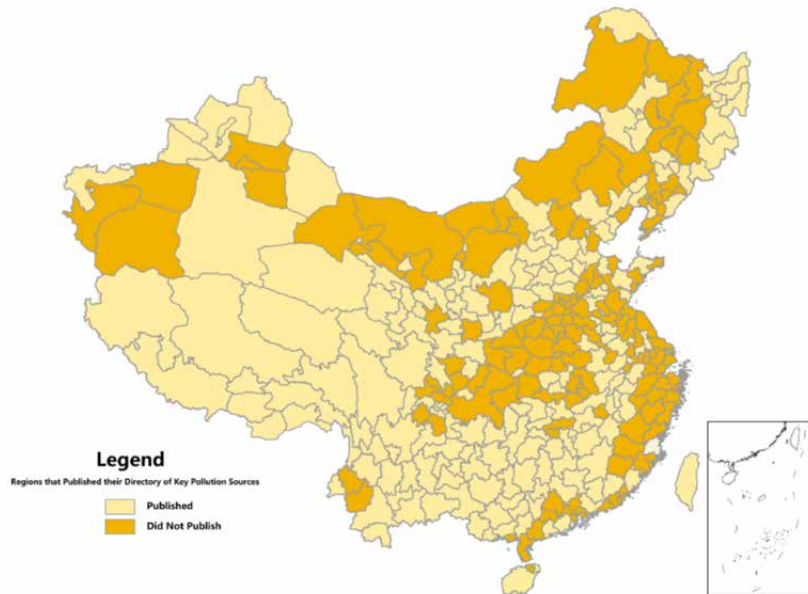 Legend
Regions that Published their Directory of Key Pollution Sources
Published
Did Not Publish